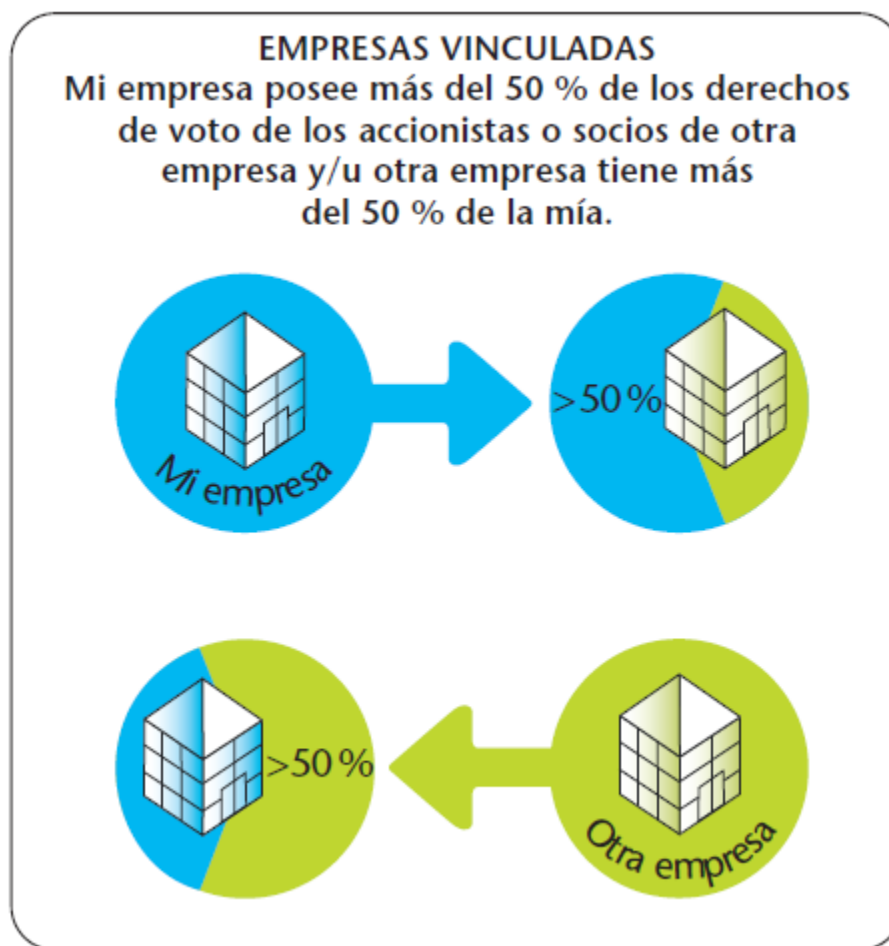 EMPRESAS VINCULADAS
Mi empresa posee más del 50 % de los derechos
de voto de los accionistas o socios de otra
empresa y/u otra empresa tiene más
del 50 % de la mía.
Mi empresa
>50 %
>50 %
Otra empresa